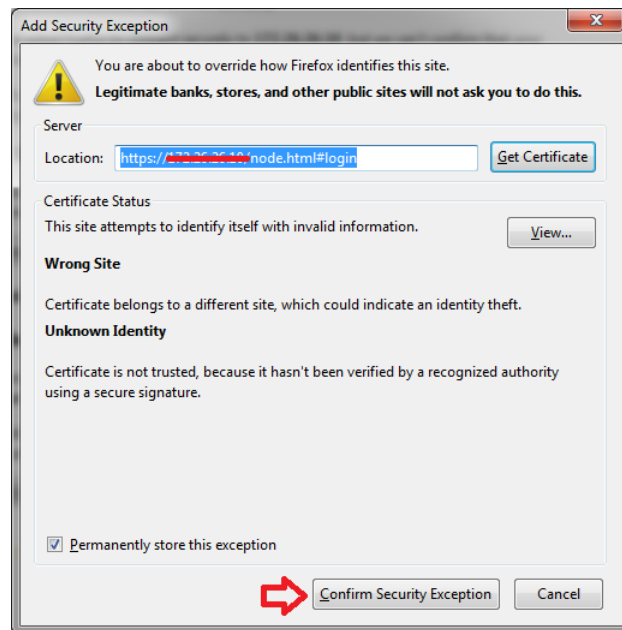 Add Security Exception
You are about to override how Firefox identifies this site.
Legitimate banks, stores, and other public sites will not ask you to do this.
Server
Location: https:// /node.html#login Get Certificate
Certificate Status
This site attempts to identify itself with invalid information.
View...
Wrong Site
Certificate belongs to a different site, which could indicate an identity theft.
Unknown Identity
Certificate is not trusted, because it hasn't been verified by a recognized authority
using a secure signature.
Permanently store this exception
Confirm Security Exception Cancel